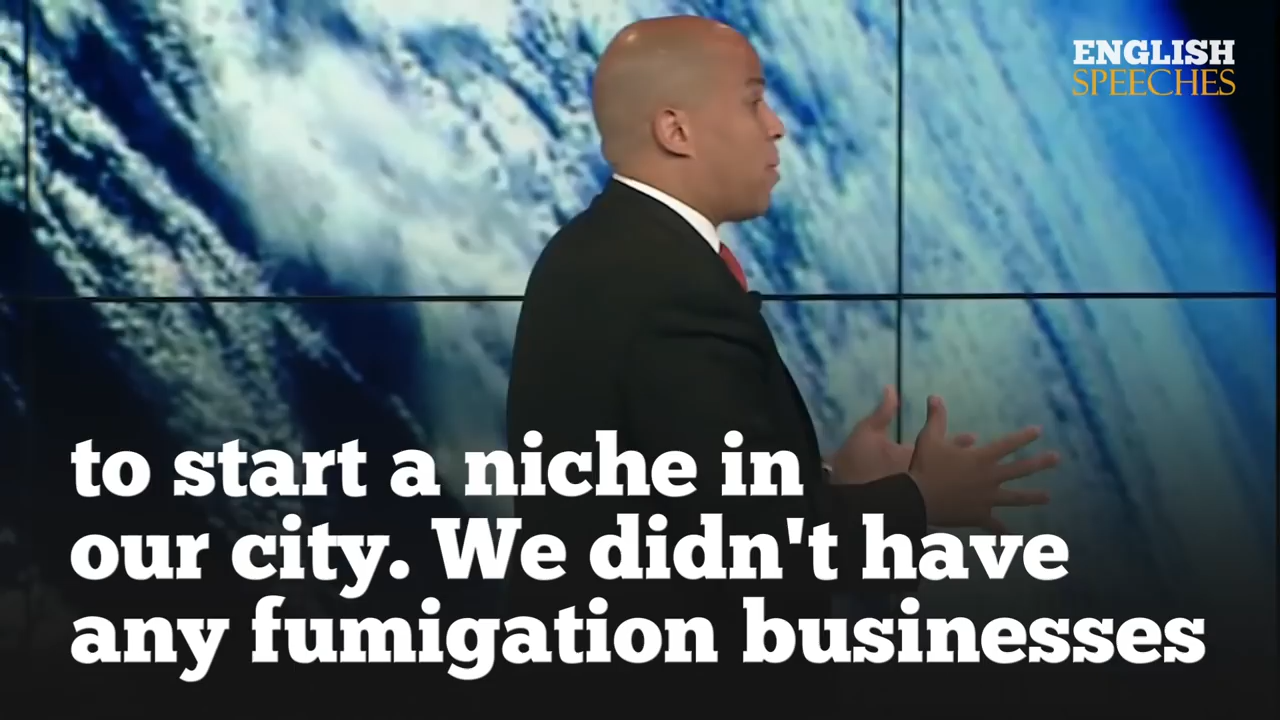 ENGLISH
SPEECHES
to start a niche in
our city. We didn't have
any fumigation businesses